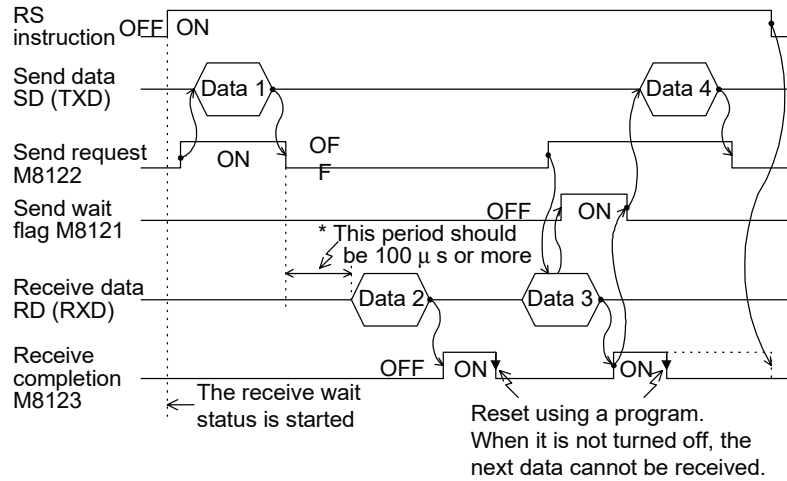 RS
instruction OFF ON
Send data
SD (TXD) Data 1 Data 4
Send request
M8122 ON OF
F
Send wait
flag M8121 OFF ON
* This period should
be 100 μ s or more
Receive data
RD (RXD) Data 2 Data 3
Receive
completion
M8123 OFF ON ON
The receive wait
status is started
Reset using a program.
When it is not turned off, the
next data cannot be received.